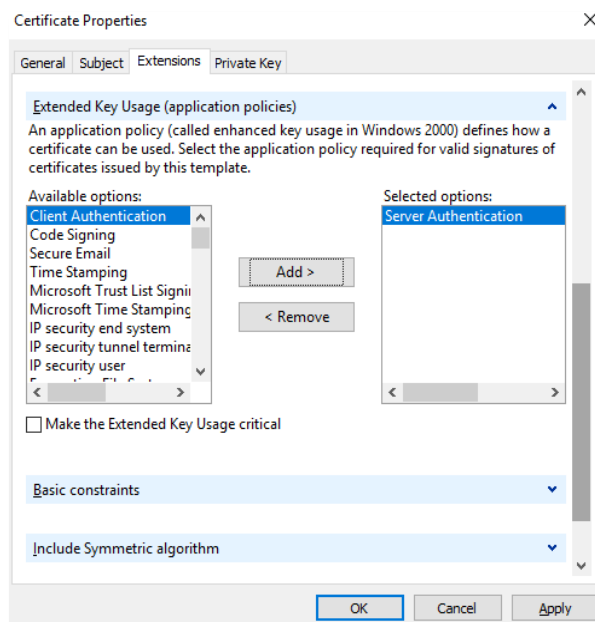 Certificate Properties
General Subject Extensions Private Key
Extended Key Usage (application policies)
An application policy (called enhanced key usage in Windows 2000) defines how a
certificate can be used. Select the application policy required for valid signatures of
certificates issued by this template.
Available options:
Client Authentication
Code Signing
Secure Email
Time Stamping
Microsoft Trust List Signi
Microsoft Time Stamping
IP security end system
IP security tunnel termina
IP security user
Add >
< Remove
Selected options:
Server Authentication
Make the Extended Key Usage critical
Basic constraints
Include Symmetric algorithm
OK Cancel Apply